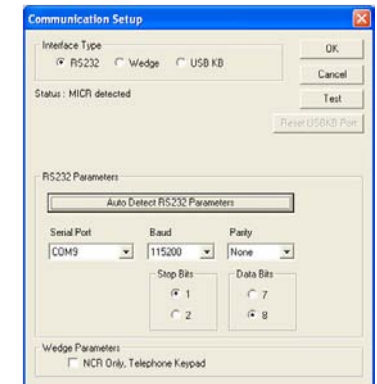 Communication Setup
Interface Type
RS232 Wedge USB KB
OK
Cancel
Status : MICR detected
Test
Reset USBKB Port
RS232 Parameters
Auto Detect RS232 Parameters
Serial Port Baud Parity
COM9 115200 None
Stop Bits Data Bits
1 7
2 8
Wedge Parameters
NCR Only, Telephone Keypad